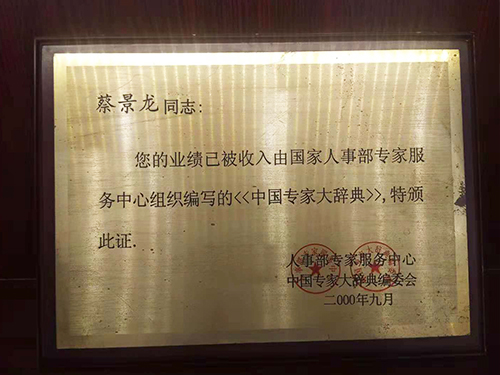 蔡景龙同志:
您的业绩已被收入由国家人事部专家服
务中心组织编写的<<中国专家大辞典>>,特颁
此证.
人事部专家服务中心
中国专家大辞典编委会
二000年九月